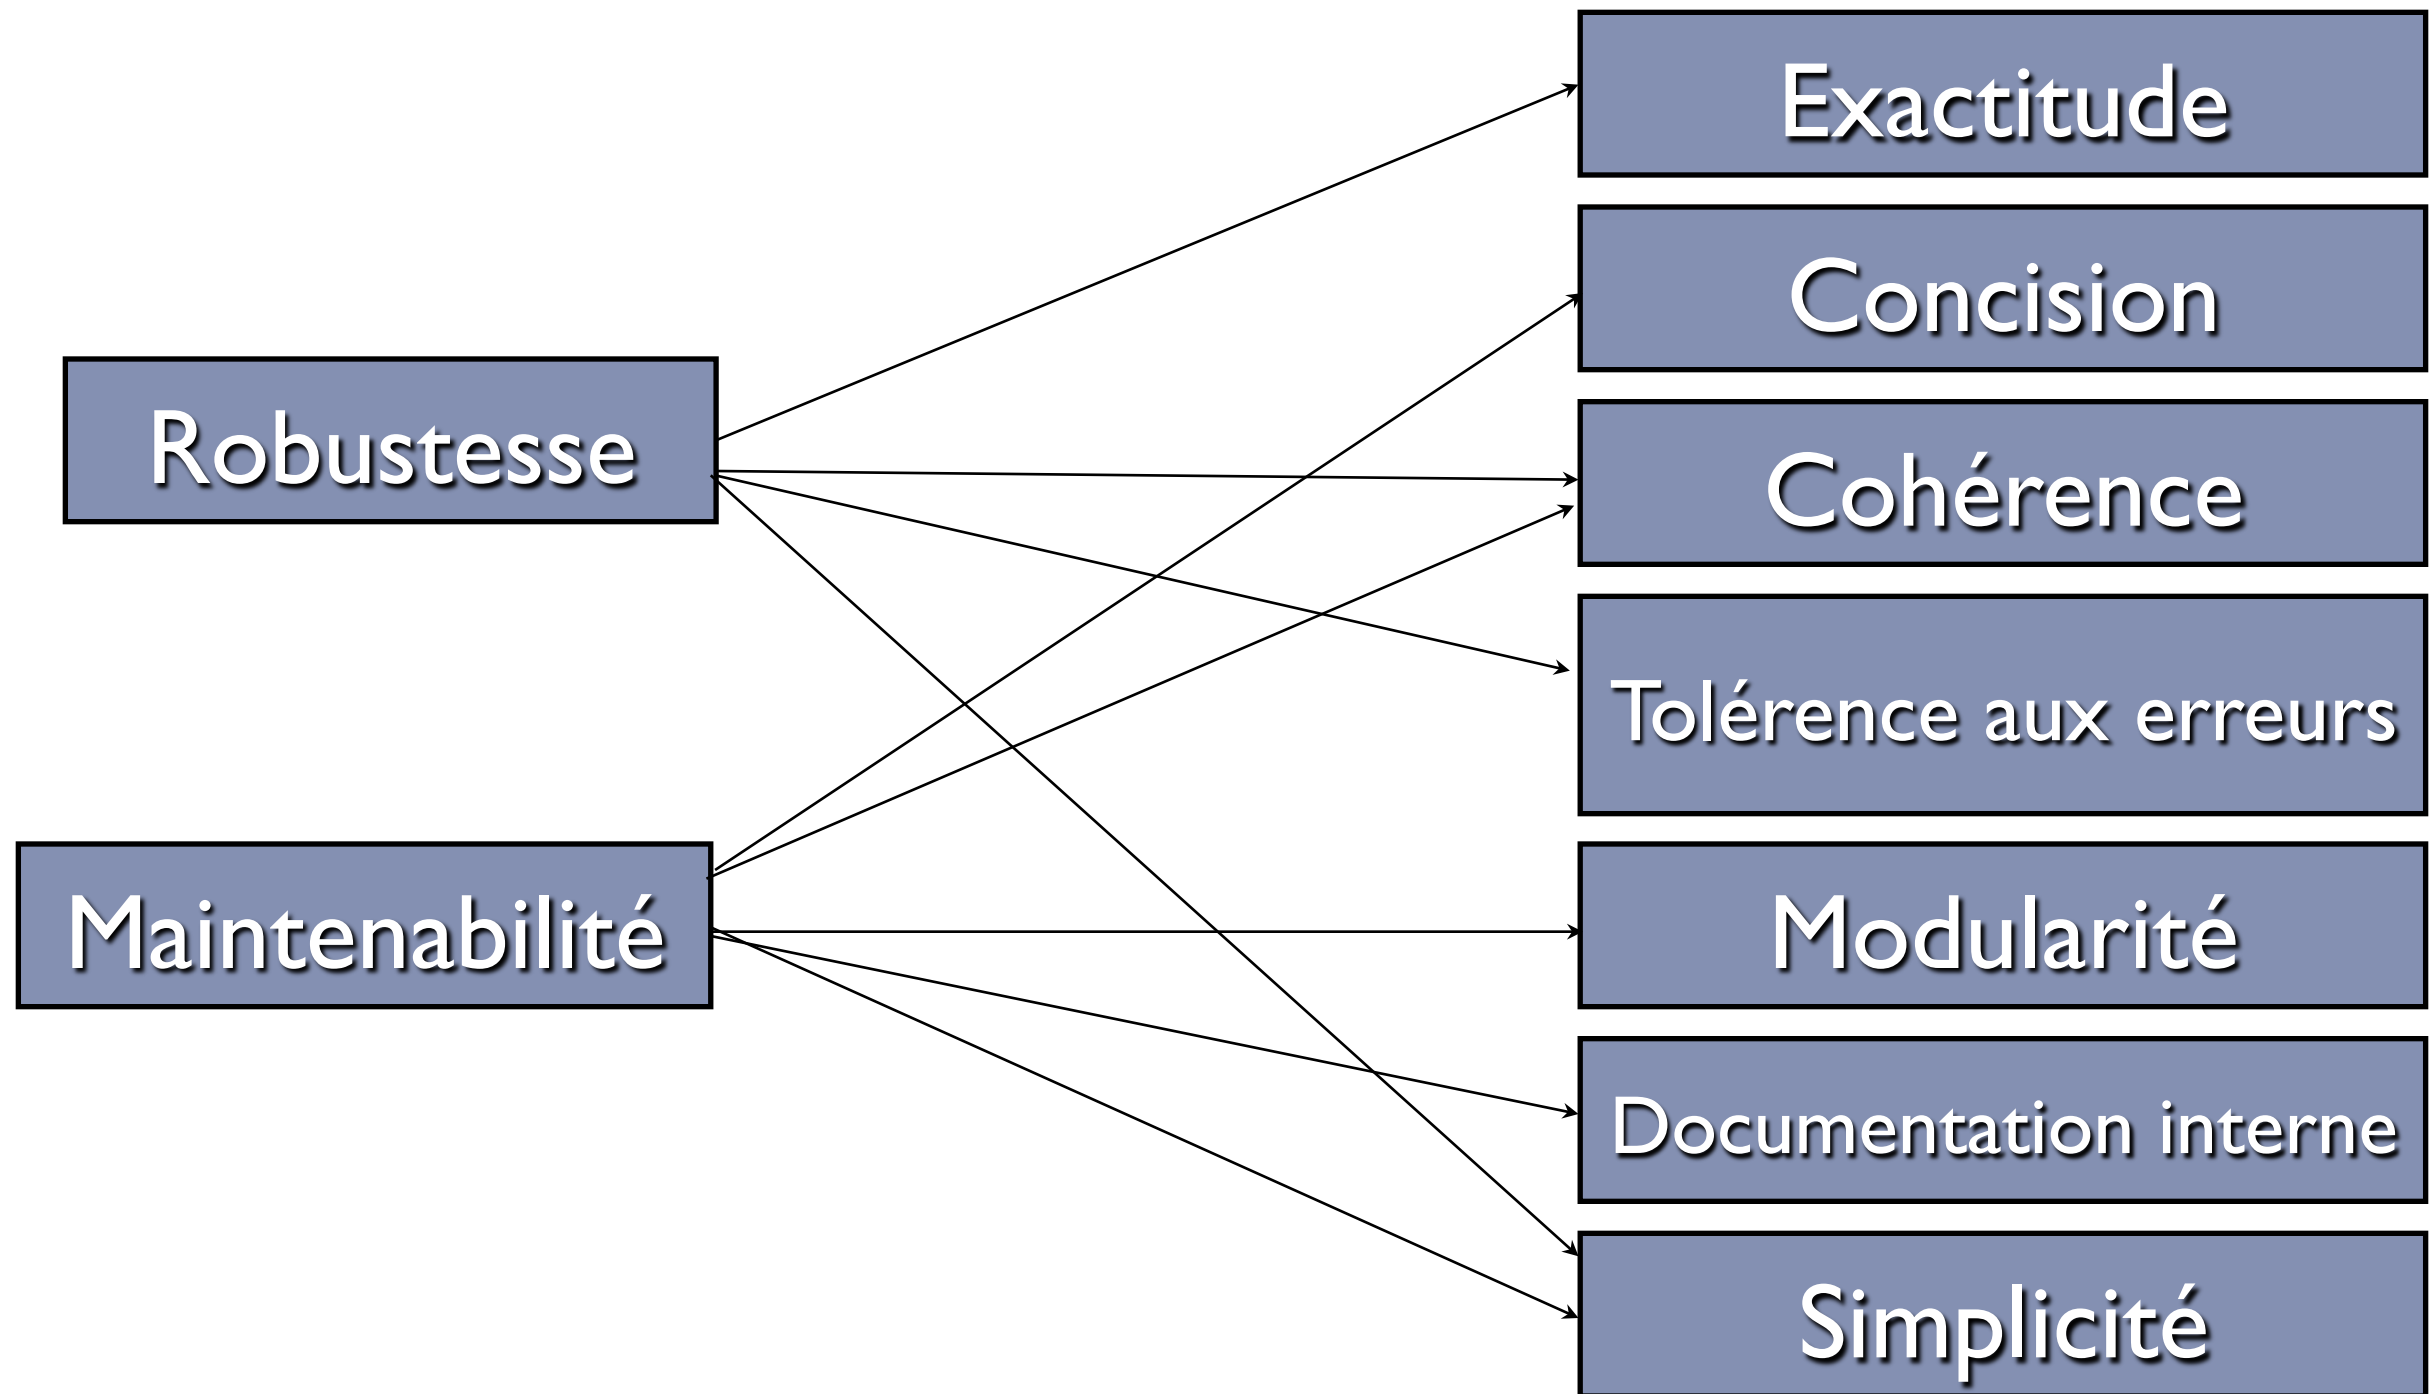 Robustesse
Maintenabilité
Exactitude
Concision
Cohérence
Tolérence aux erreurs
Modularité
Documentation interne
Simplicité